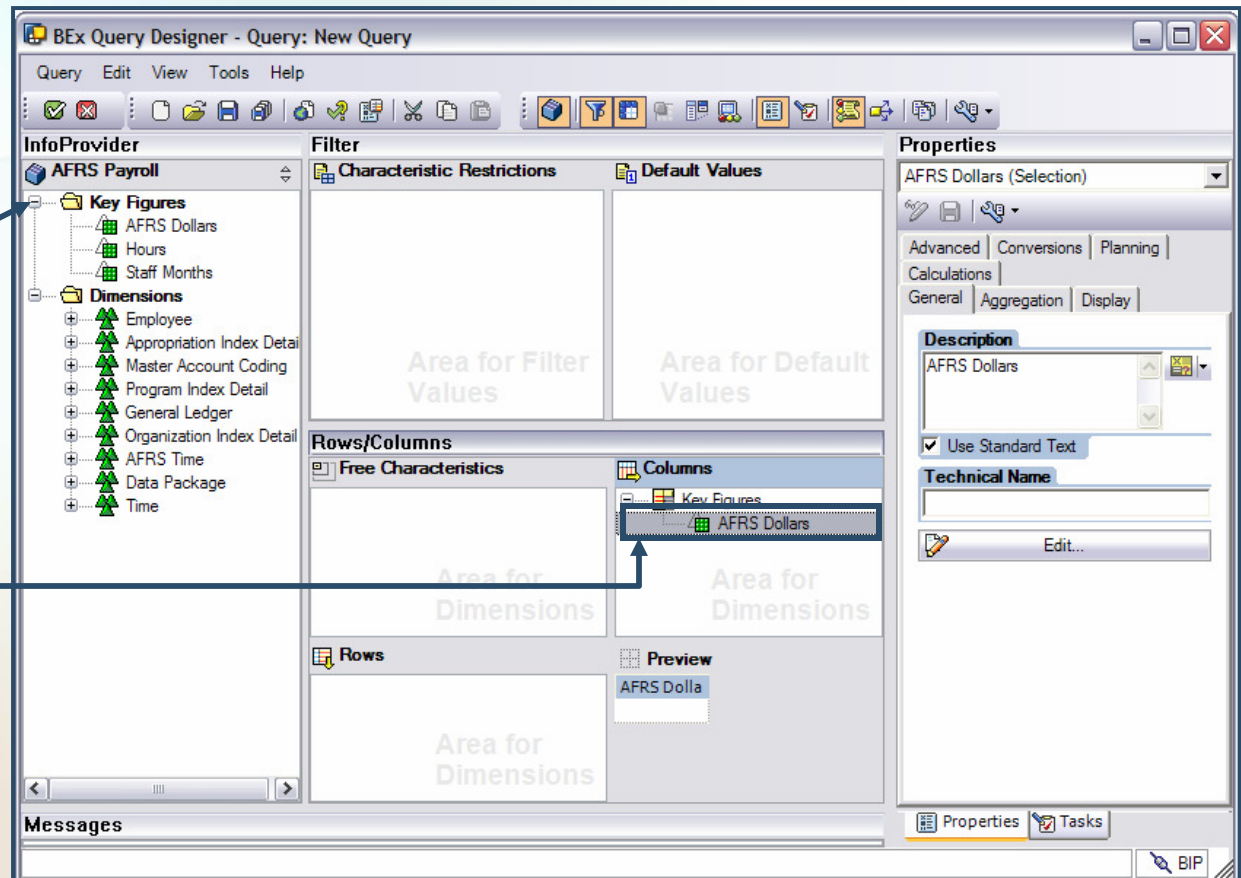 BEx Query Designer - Query: New Query
Query Edit View Tools Help
InfoProvider
AFRS Payroll
Key Figures
AFRS Dollars
Hours
Staff Months
Dimensions
Employee
Appropriation Index Detai
Master Account Coding
Program Index Detail
General Ledger
Organization Index Detail
AFRS Time
Data Package
Time
Filter
Characteristic Restrictions
Area for Filter
Values
Default Values
Area for Default
Values
Rows/Columns
Free Characteristics
Area for
Dimensions
Columns
Key Figures
AFRS Dollars
Area for
Dimensions
Rows
Area for
Dimensions
Preview
AFRS Dolla
Properties
AFRS Dollars (Selection)
Advanced Conversions Planning
Calculations
General Aggregation Display
Description
AFRS Dollars
Use Standard Text
Technical Name
Edit...
Properties Tasks
Messages
BIP